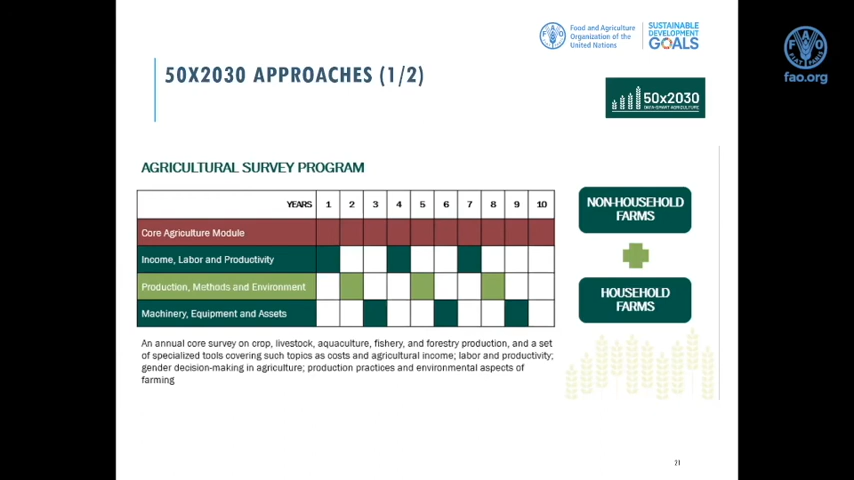 Food and Agriculture
Organization of the
United Nations
SUSTAINABLE
DEVELOPMENT
GOALS
FAO
FIAT PANIS
fao.org
50X2030 APPROACHES (1/2)
50x2030
DATA-SMART AGRICULTURE
AGRICULTURAL SURVEY PROGRAM
YEARS 1 2 3 4 5 6 7 8 9 10
Core Agriculture Module
Income, Labor and Productivity
Production, Methods and Environment
Machinery, Equipment and Assets
NON-HOUSEHOLD
FARMS
HOUSEHOLD
FARMS
An annual core survey on crop, livestock, aquaculture, fishery, and forestry production, and a set
of specialized tools covering such topics as costs and agricultural income; labor and productivity;
gender decision-making in agriculture; production practices and environmental aspects of
farming
21